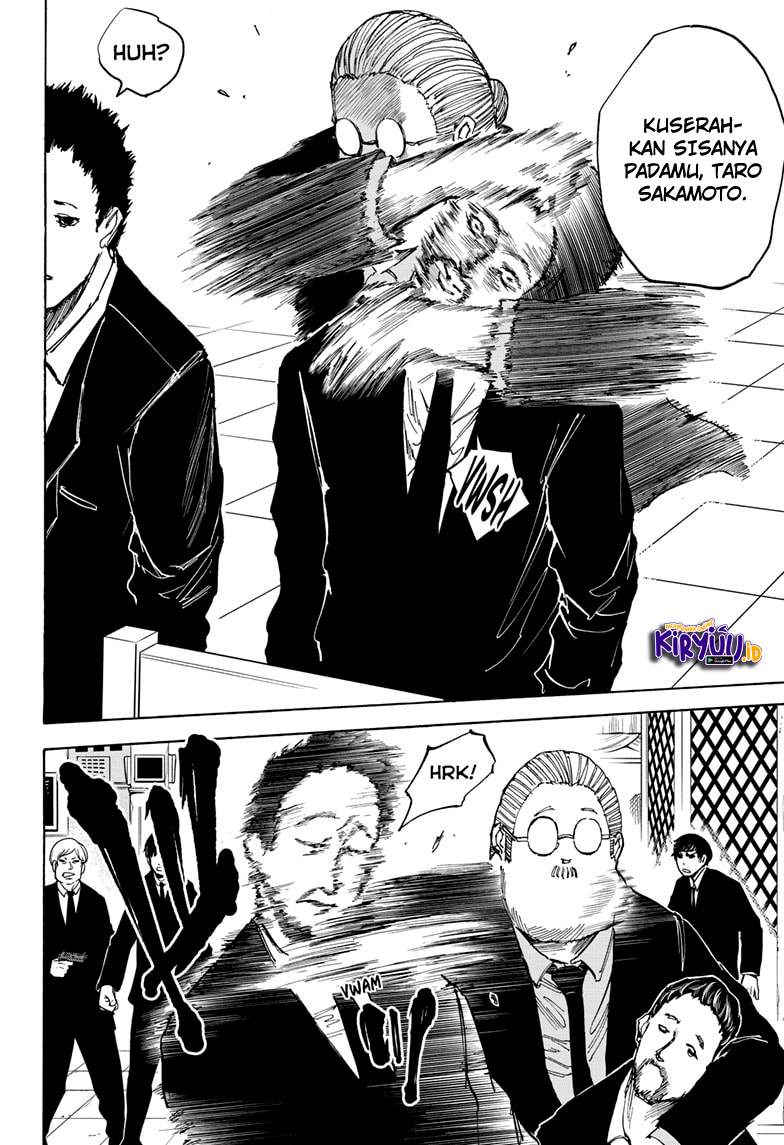 HUH?
KUSERAH-
KAN SISANYA
PADAMU, TARO
SAKAMOTO.
VWSH
KIRYUU.ID
HRK!
VWAM